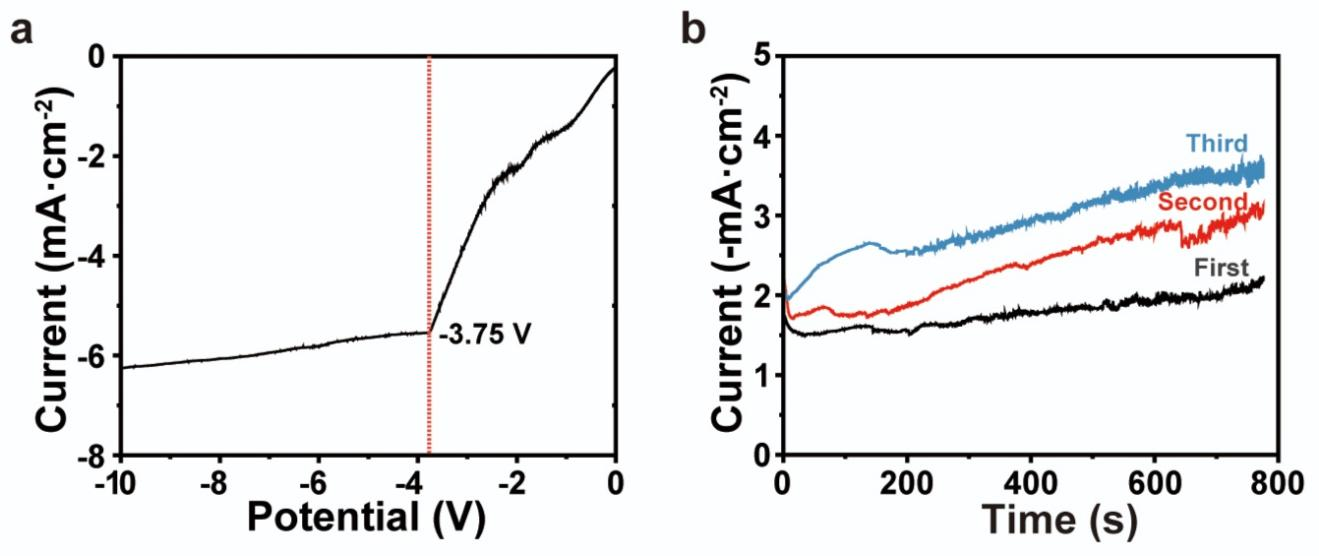 a
0
-2
-4
-6
-8
-10
-8
-6
-4
-2
0
Current (mA·cm⁻²)
Potential (V)
-3.75 V
b
5
4
3
2
1
0
0
200
400
600
800
Current (-mA·cm⁻²)
Time (s)
Third
Second
First